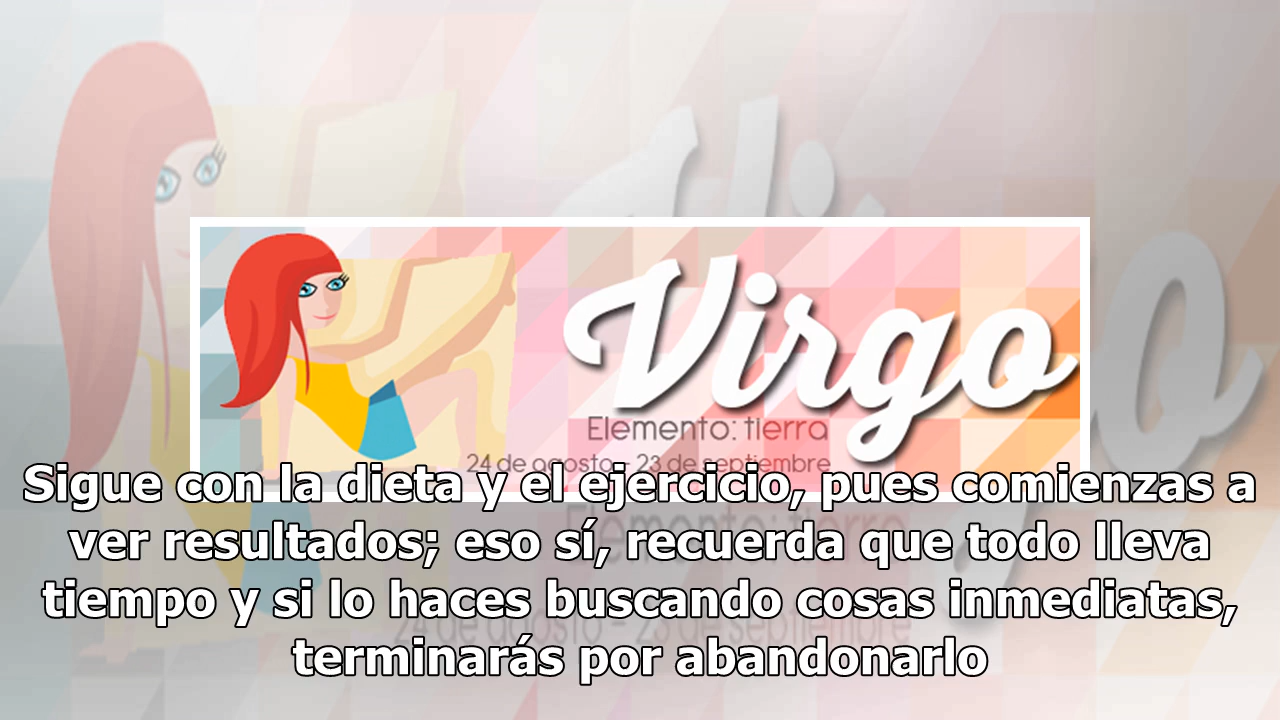 Virgo
Elemento: tierra
24 de agosto - 23 de septiembre
Sigue con la dieta y el ejercicio, pues comienzas a
ver resultados; eso sí, recuerda que todo lleva
tiempo y si lo haces buscando cosas inmediatas,
terminarás por abandonarlo